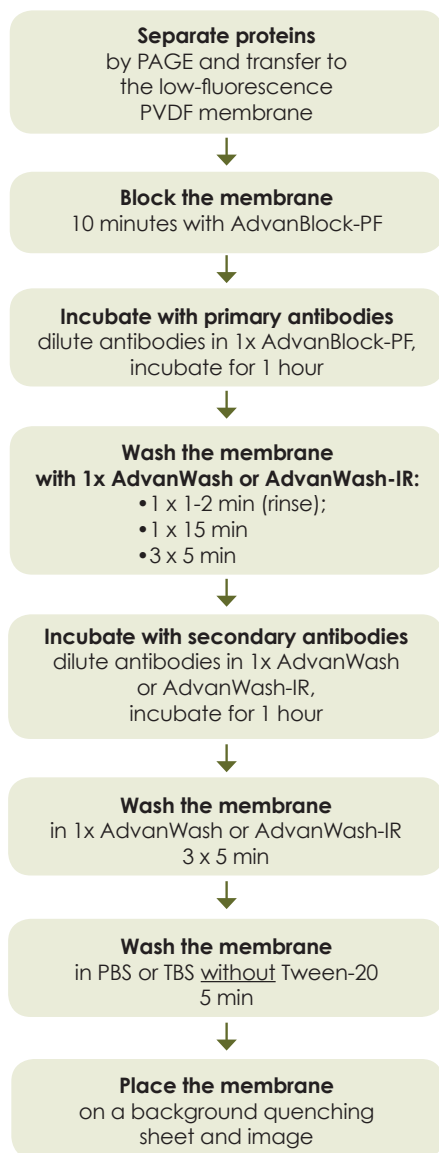 Separate proteins
by PAGE and transfer to
the low-fluorescence
PVDF membrane
Block the membrane
10 minutes with AdvanBlock-PF
Incubate with primary antibodies
dilute antibodies in 1x AdvanBlock-PF,
incubate for 1 hour
Wash the membrane
with 1x AdvanWash or AdvanWash-IR:
•1 x 1-2 min (rinse);
•1 x 15 min
•3 x 5 min
Incubate with secondary antibodies
dilute antibodies in 1x AdvanWash
or AdvanWash-IR,
incubate for 1 hour
Wash the membrane
in 1x AdvanWash or AdvanWash-IR
3 x 5 min
Wash the membrane
in PBS or TBS without Tween-20
5 min
Place the membrane
on a background quenching
sheet and image